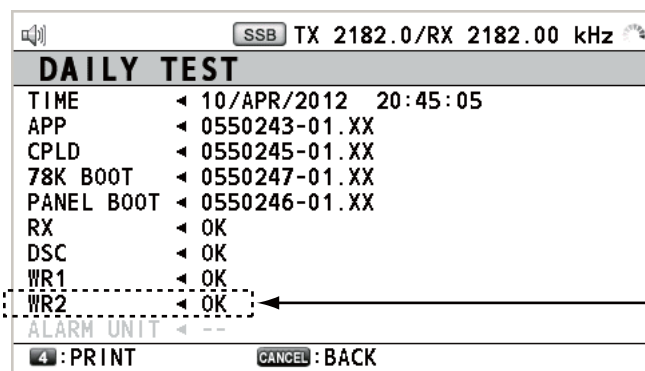 SSB TX 2182.0/RX 2182.00 kHz
DAILY TEST
TIME ◄ 10/APR/2012 20:45:05
APP ◄ 0550243-01.XX
CPLD ◄ 0550245-01.XX
78K BOOT ◄ 0550247-01.XX
PANEL BOOT ◄ 0550246-01.XX
RX ◄ OK
DSC ◄ OK
WR1 ◄ OK
WR2 ◄ OK
ALARM UNIT ◄ --
4 :PRINT CANCEL :BACK